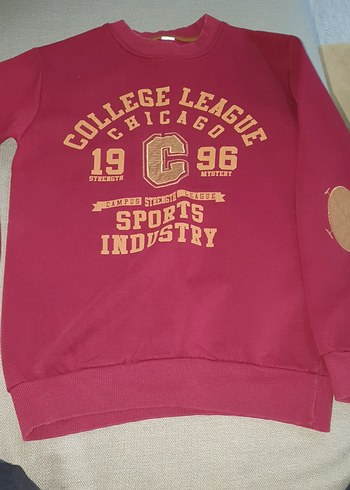 COLLEGE LEAGUE
CHICAGO
19 C 96
STRENGTH MYSTERY
CAMPUS STRENGTH LEAGUE
SPORTS
INDUSTRY